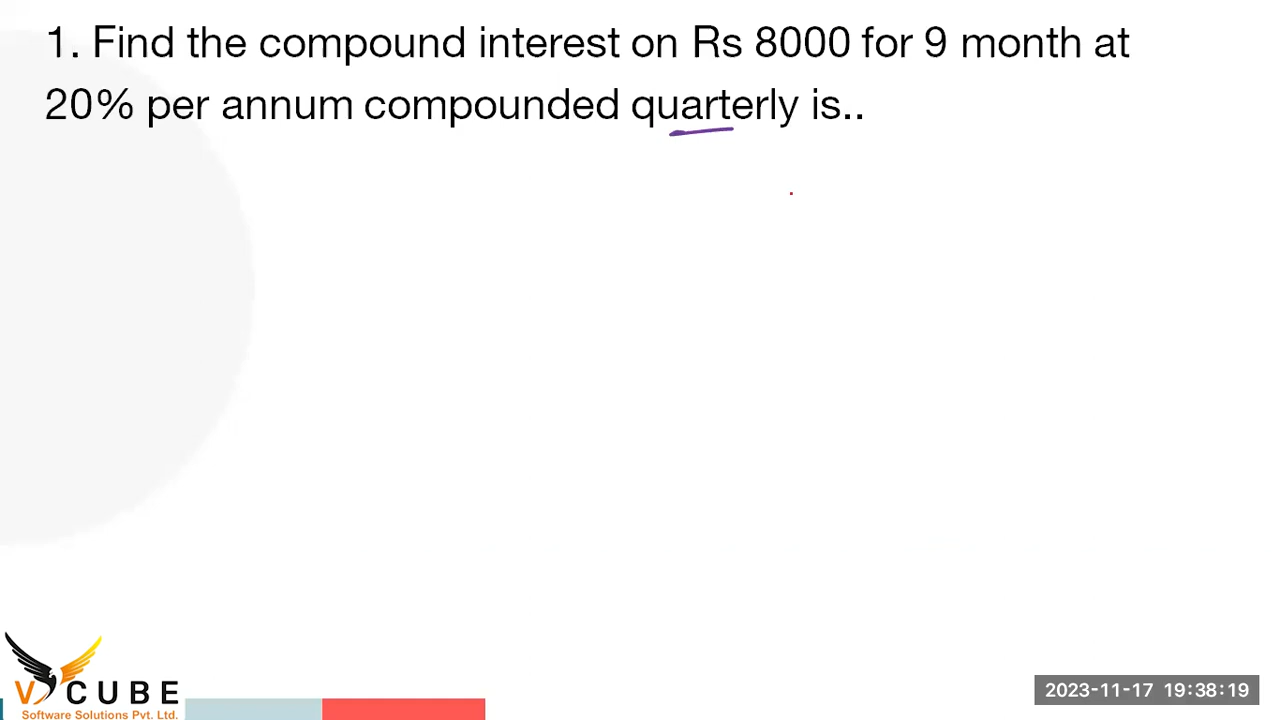 1. Find the compound interest on Rs 8000 for 9 month at
20% per annum compounded quarterly is..
V CUBE
Software Solutions Pvt. Ltd.
2023-11-17 19:38:19